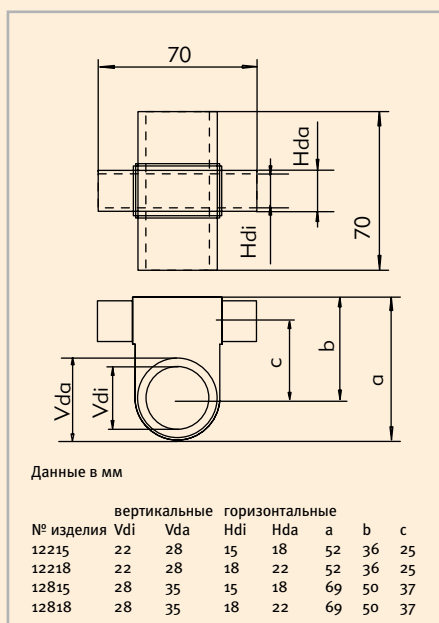 70
Hda
Hdi
70
Vda
Vdi
c
b
a
Данные в мм
вертикальные горизонтальные
№ изделия Vdi Vda Hdi Hda a b c
12215 22 28 15 18 52 36 25
12218 22 28 18 22 52 36 25
12815 28 35 15 18 69 50 37
12818 28 35 18 22 69 50 37